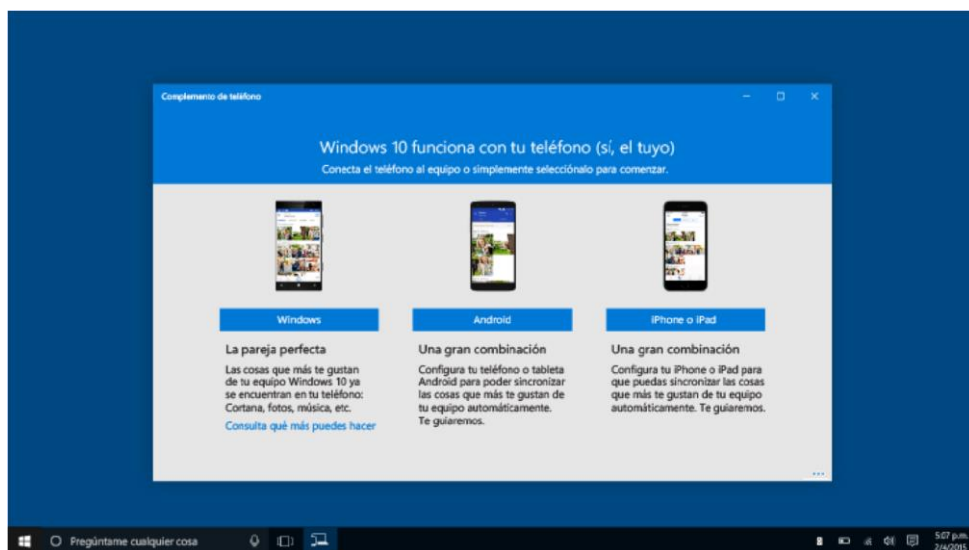 Complemento de teléfono
Windows 10 funciona con tu teléfono (sí, el tuyo)
Conecta el teléfono al equipo o simplemente selecciónalo para comenzar.
Windows
Android
iPhone o iPad
La pareja perfecta
Las cosas que más te gustan
de tu equipo Windows 10 ya
se encuentran en tu teléfono:
Cortana, fotos, música, etc.
Consulta qué más puedes hacer
Una gran combinación
Configura tu teléfono o tableta
Android para poder sincronizar
las cosas que más te gustan de
tu equipo automáticamente.
Te guiaremos.
Una gran combinación
Configura tu iPhone o iPad para
que puedas sincronizar las cosas
que más te gustan de tu equipo
automáticamente. Te guiaremos.
Pregúntame cualquier cosa
5:07 p.m.
2/4/2015